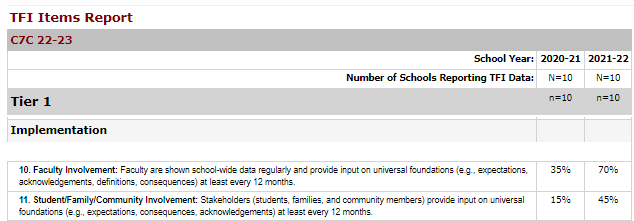 TFI Items Report
C7C 22-23
School Year: 2020-21 2021-22
Number of Schools Reporting TFI Data: N=10 N=10
Tier 1 n=10 n=10
Implementation
10. Faculty Involvement: Faculty are shown school-wide data regularly and provide input on universal foundations (e.g., expectations, 35% 70%
acknowledgements, definitions, consequences) at least every 12 months.
11. Student/Family/Community Involvement: Stakeholders (students, families, and community members) provide input on universal 15% 45%
foundations (e.g., expectations, consequences, acknowledgements) at least every 12 months.